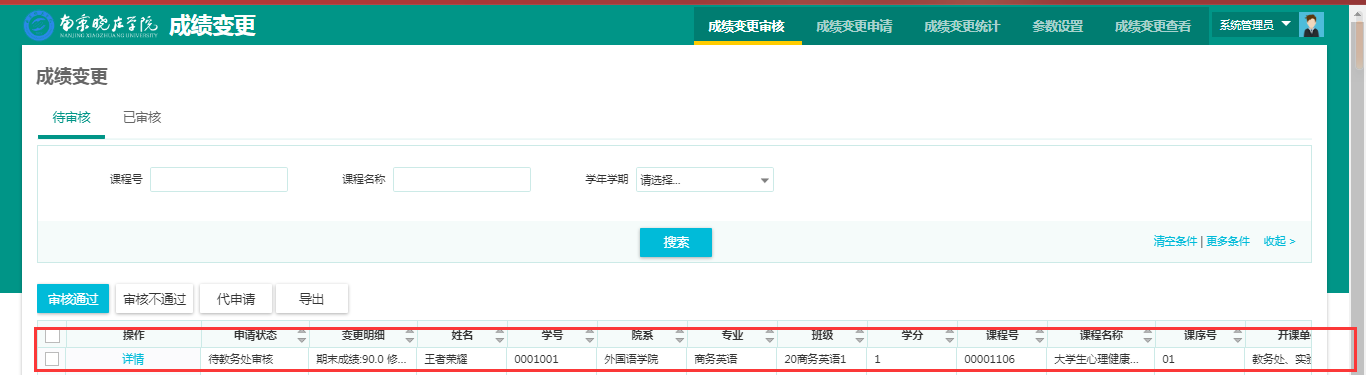 南京晓庄学院 成绩变更 成绩变更审核 成绩变更申请 成绩变更统计 参数设置 成绩变更查看 系统管理员
NANJING XIAOZHUANG UNIVERSITY
成绩变更
待审核 已审核
课程号 课程名称 学年学期 请选择...
搜索 清空条件 | 更多条件 收起 >
审核通过 审核不通过 代申请 导出
操作 申请状态 变更明细 姓名 学号 院系 专业 班级 学分 课程号 课程名称 课序号 开课单
详情 待教务处审核 期末成绩:90.0 修... 王者荣耀 0001001 外国语学院 商务英语 20商务英语1 1 00001106 大学生心理健康... 01 教务处、实